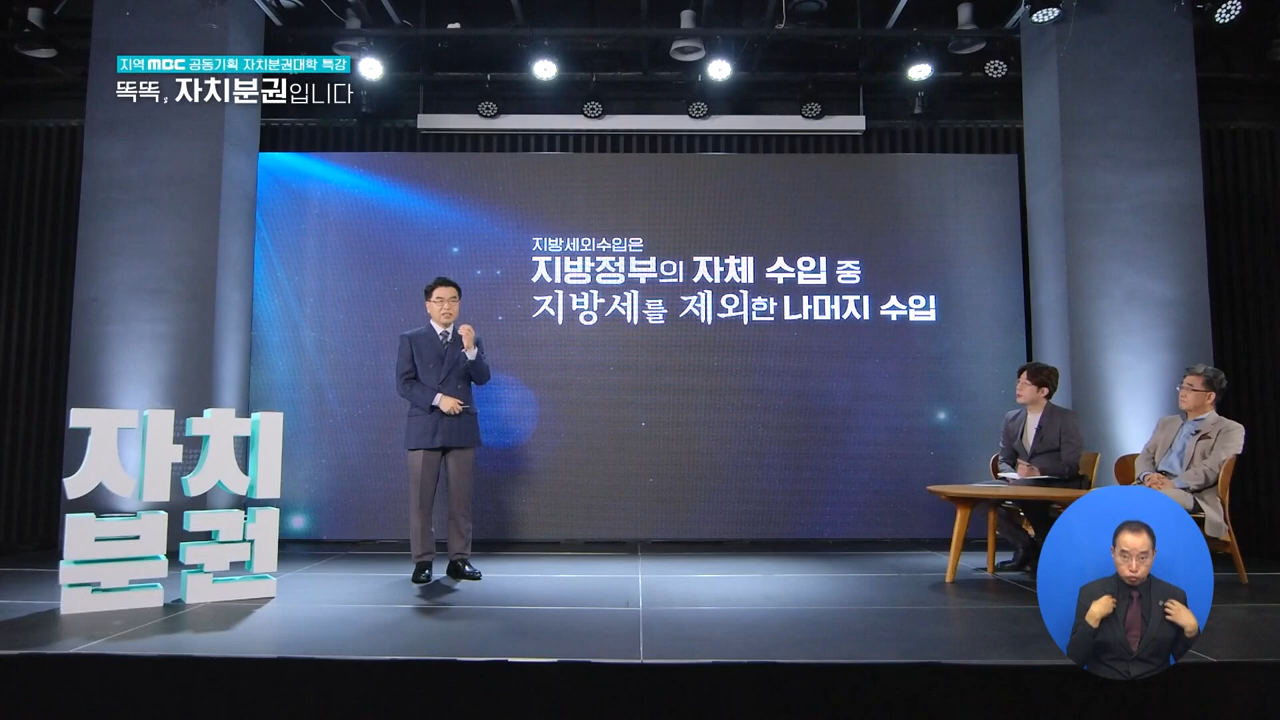 지역 MBC 공동기획 자치분권대학 특강
똑똑, 자치분권입니다
지방세외수입은
지방정부의 자체 수입 중
지방세를 제외한 나머지 수입
자치
분권